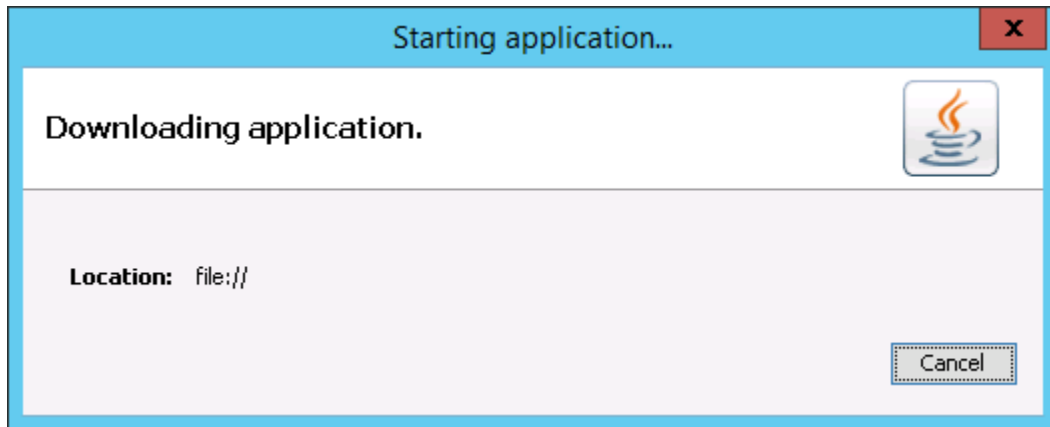 Starting application...
x
Downloading application.
Location: file://
Cancel